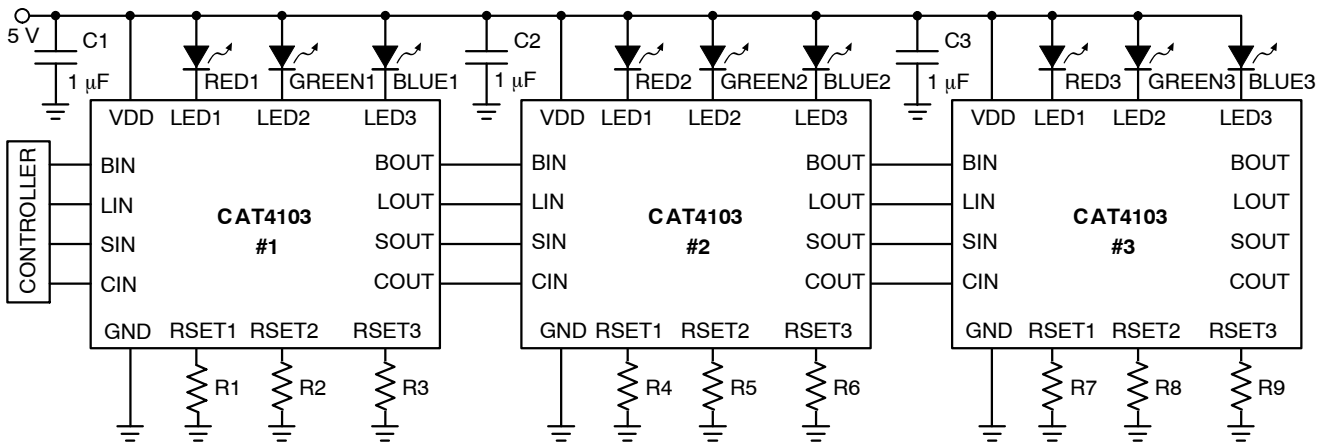 5 V
C1
1 µF
RED1
GREEN1
BLUE1
C2
1 µF
RED2
GREEN2
BLUE2
C3
1 µF
RED3
GREEN3
BLUE3
CONTROLLER
VDD LED1 LED2 LED3
BIN BOUT
LIN LOUT
CAT4103
#1
SIN SOUT
CIN COUT
GND RSET1 RSET2 RSET3
R1
R2
R3
VDD LED1 LED2 LED3
BIN BOUT
LIN LOUT
CAT4103
#2
SIN SOUT
CIN COUT
GND RSET1 RSET2 RSET3
R4
R5
R6
VDD LED1 LED2 LED3
BIN BOUT
LIN LOUT
CAT4103
#3
SIN SOUT
CIN COUT
GND RSET1 RSET2 RSET3
R7
R8
R9